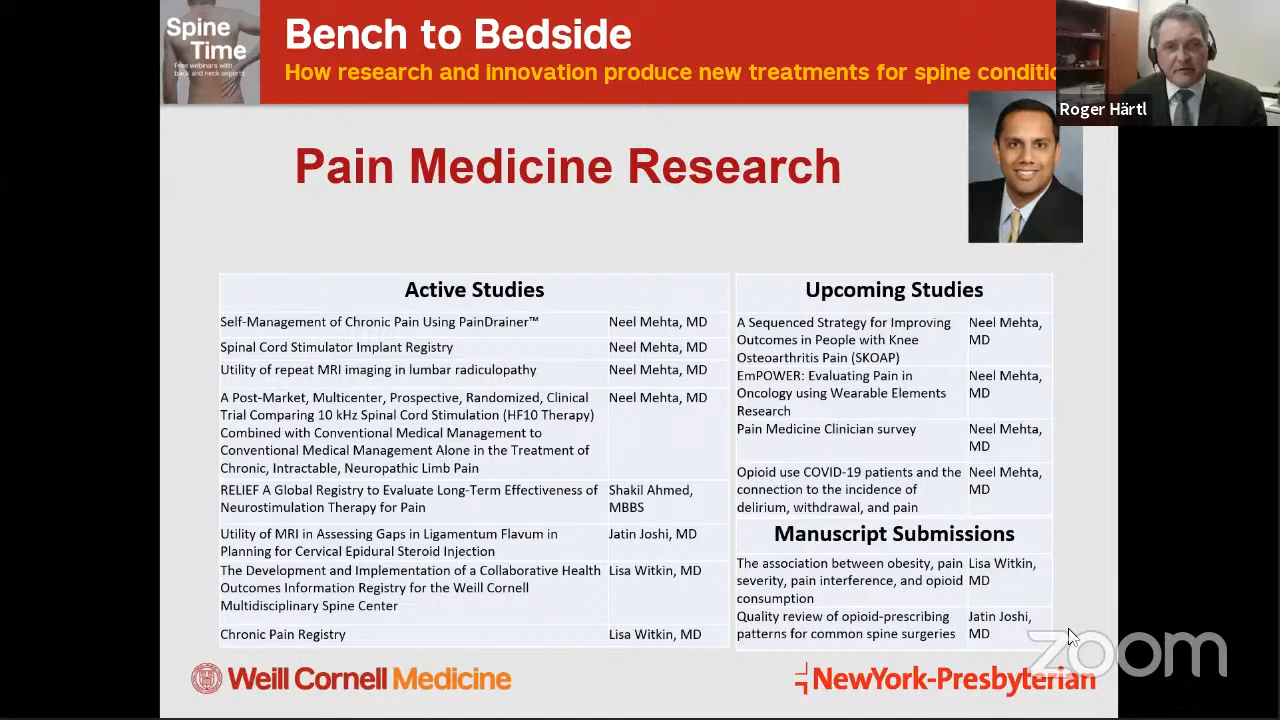 Spine
Time
Free webinars with
back and neck experts
Bench to Bedside
How research and innovation produce new treatments for spine conditio
Roger Härtl
Pain Medicine Research
Active Studies
Self-Management of Chronic Pain Using PainDrainer™ Neel Mehta, MD
Spinal Cord Stimulator Implant Registry Neel Mehta, MD
Utility of repeat MRI imaging in lumbar radiculopathy Neel Mehta, MD
A Post-Market, Multicenter, Prospective, Randomized, Clinical Neel Mehta, MD
Trial Comparing 10 kHz Spinal Cord Stimulation (HF10 Therapy)
Combined with Conventional Medical Management to
Conventional Medical Management Alone in the Treatment of
Chronic, Intractable, Neuropathic Limb Pain
RELIEF A Global Registry to Evaluate Long-Term Effectiveness of Shakil Ahmed,
Neurostimulation Therapy for Pain MBBS
Utility of MRI in Assessing Gaps in Ligamentum Flavum in Jatin Joshi, MD
Planning for Cervical Epidural Steroid Injection
The Development and Implementation of a Collaborative Health Lisa Witkin, MD
Outcomes Information Registry for the Weill Cornell
Multidisciplinary Spine Center
Chronic Pain Registry Lisa Witkin, MD
Upcoming Studies
A Sequenced Strategy for Improving Neel Mehta,
Outcomes in People with Knee MD
Osteoarthritis Pain (SKOAP)
EmPOWER: Evaluating Pain in Neel Mehta,
Oncology using Wearable Elements MD
Research
Pain Medicine Clinician survey Neel Mehta,
MD
Opioid use COVID-19 patients and the Neel Mehta,
connection to the incidence of MD
delirium, withdrawal, and pain
Manuscript Submissions
The association between obesity, pain Lisa Witkin,
severity, pain interference, and opioid MD
consumption
Quality review of opioid-prescribing Jatin Joshi,
patterns for common spine surgeries MD
zoom
Weill Cornell Medicine
NewYork-Presbyterian